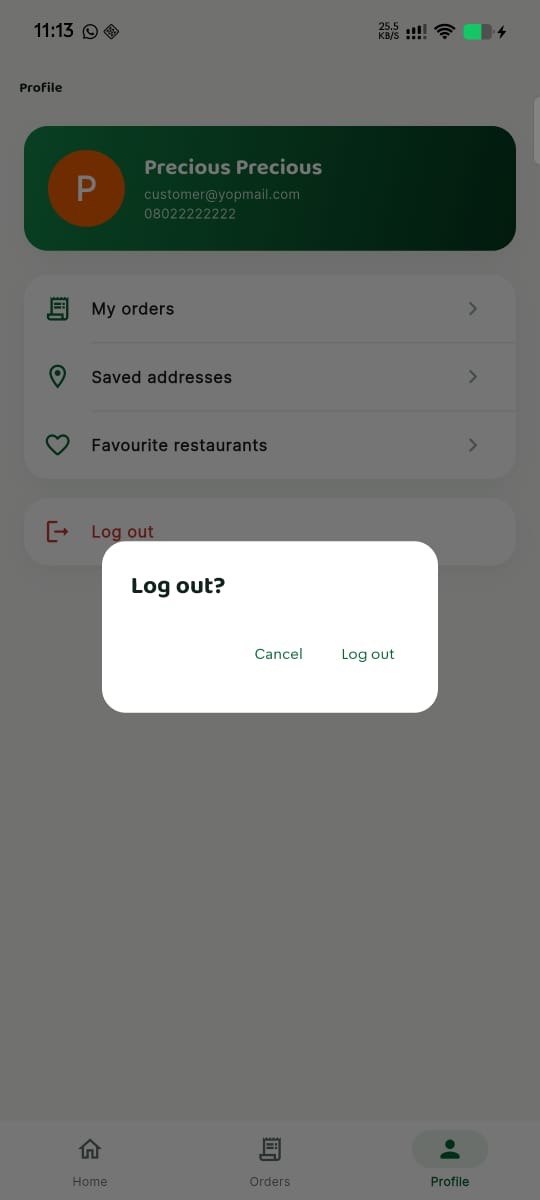 11:13
25.5
KB/S
Profile
P
Precious Precious
customer@yopmail.com
08022222222
My orders
Saved addresses
Favourite restaurants
Log out
Log out?
Cancel Log out
Home Orders Profile